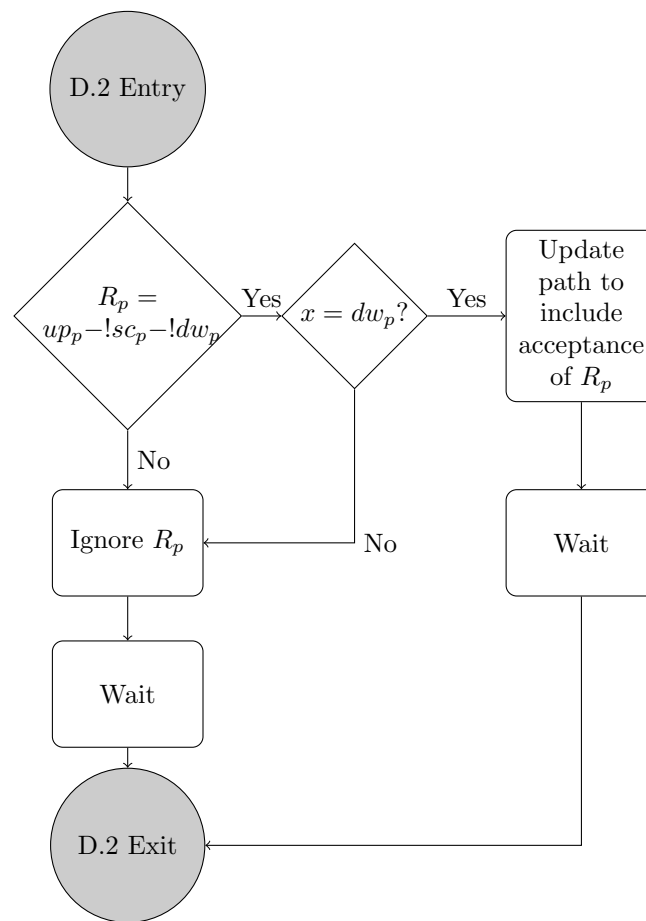 D.2 Entry
R_p =
up_p−!sc_p−!dw_p
Yes
x = dw_p?
Yes
Update
path to
include
acceptance
of R_p
No
Ignore R_p
No
Wait
Wait
D.2 Exit